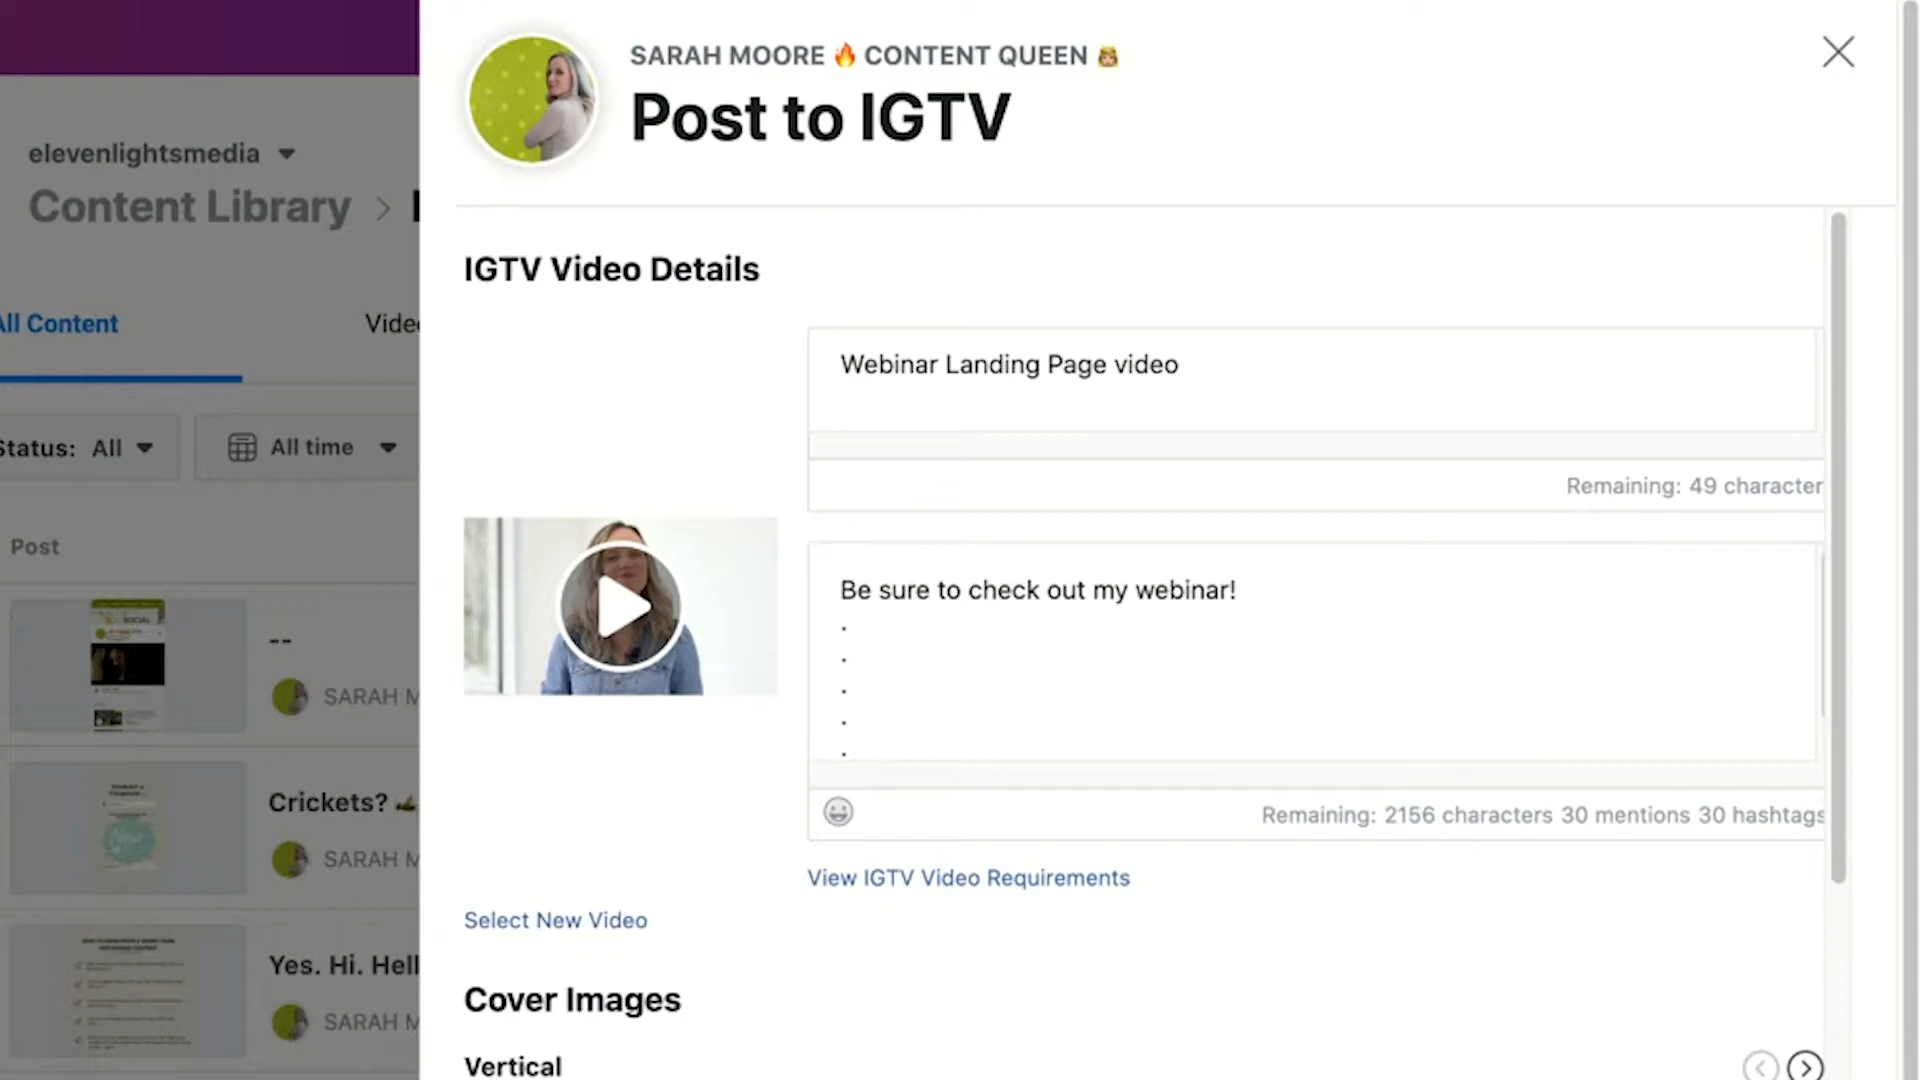 SARAH MOORE 🔥 CONTENT QUEEN 👸
Post to IGTV
elevenlightsmedia
Content Library >
All Content
Status: All
All time
Post
--
SARAH M
Crickets?
SARAH M
Yes. Hi. Hell
SARAH M
IGTV Video Details
Webinar Landing Page video
Remaining: 49 character
Be sure to check out my webinar!
.
.
.
.
.
Remaining: 2156 characters 30 mentions 30 hashtags
View IGTV Video Requirements
Select New Video
Cover Images
Vertical